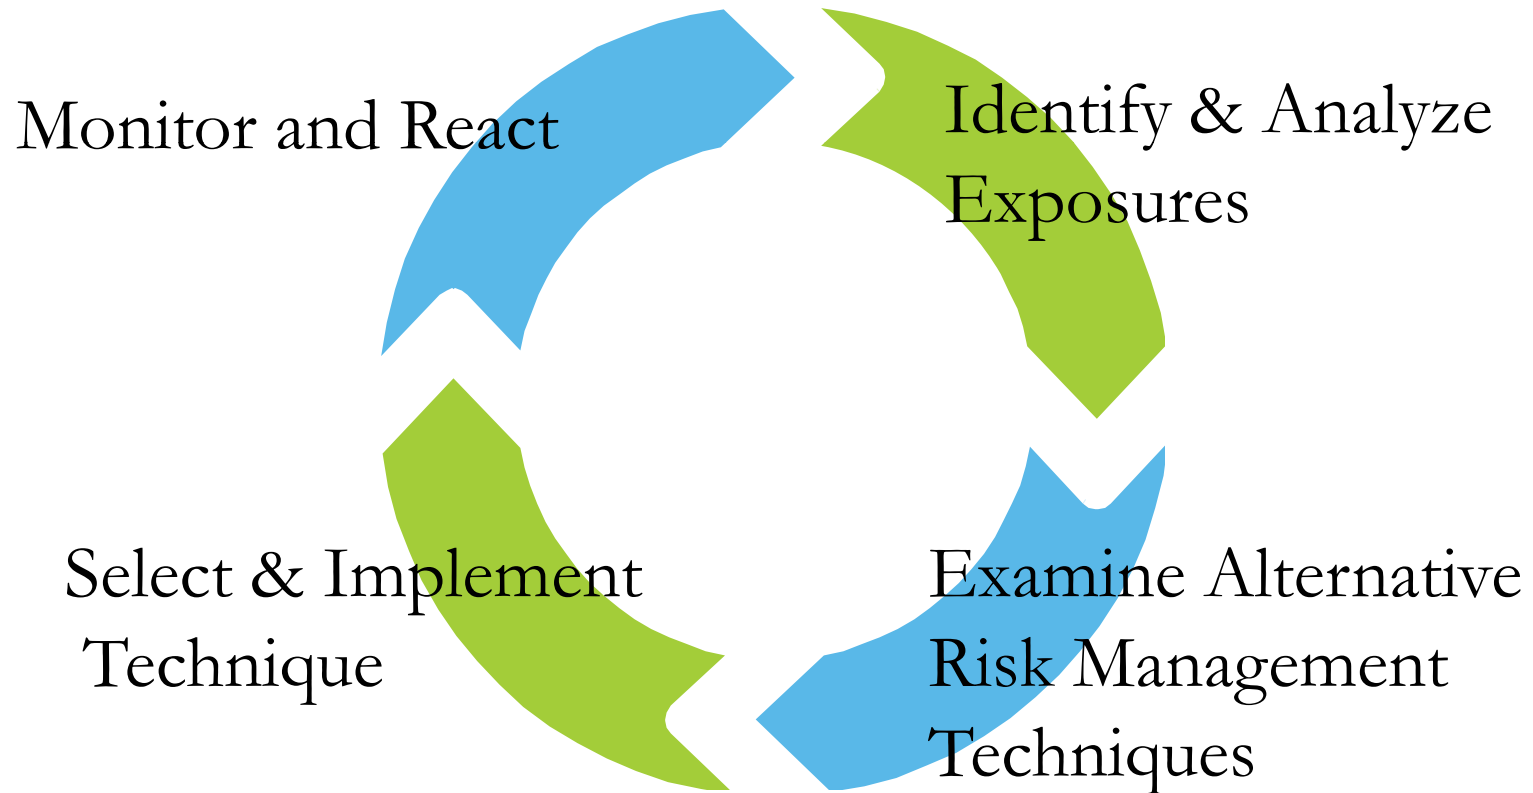 Monitor and React
Identify & Analyze
Exposures
Select & Implement
Technique
Examine Alternative
Risk Management
Techniques